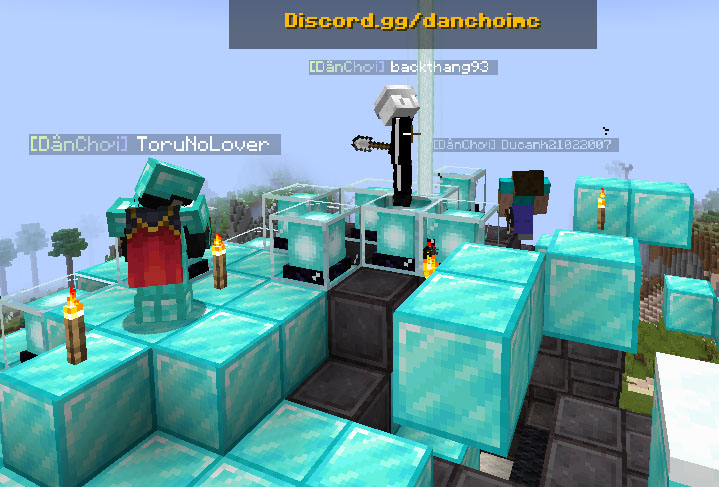 Discord.gg/danchoimc
[DânChơi] backthang93
[DânChơi] ToruNoLover
[DânChơi] Ducanh21022007